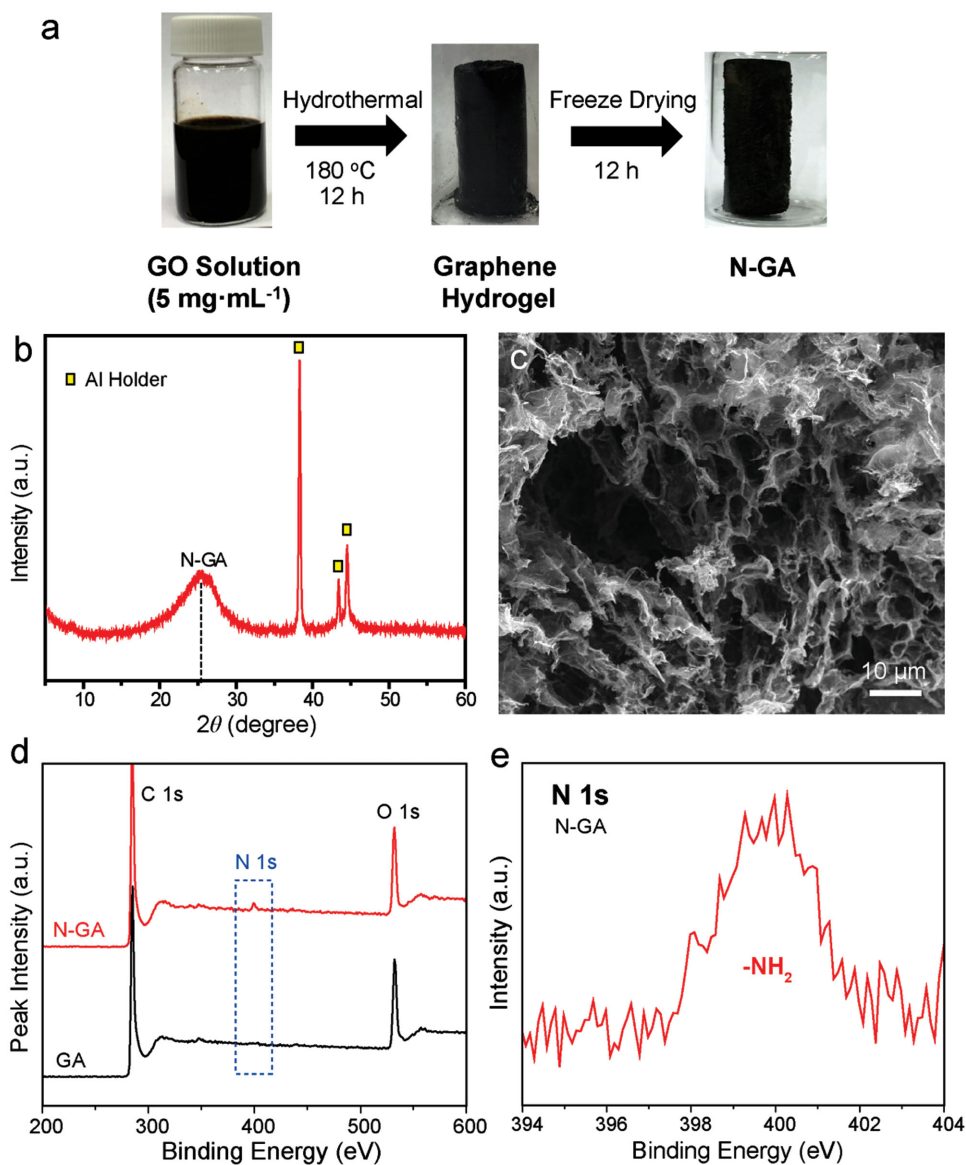 a
Hydrothermal
180 °C
12 h
Freeze Drying
12 h
GO Solution
(5 mg·mL⁻¹)
Graphene
Hydrogel
N-GA
b
Al Holder
N-GA
Intensity (a.u.)
10 20 30 40 50 60
2θ (degree)
c
10 µm
d
C 1s
O 1s
N 1s
N-GA
GA
Peak Intensity (a.u.)
200 300 400 500 600
Binding Energy (eV)
e
N 1s
N-GA
-NH₂
Intensity (a.u.)
394 396 398 400 402 404
Binding Energy (eV)